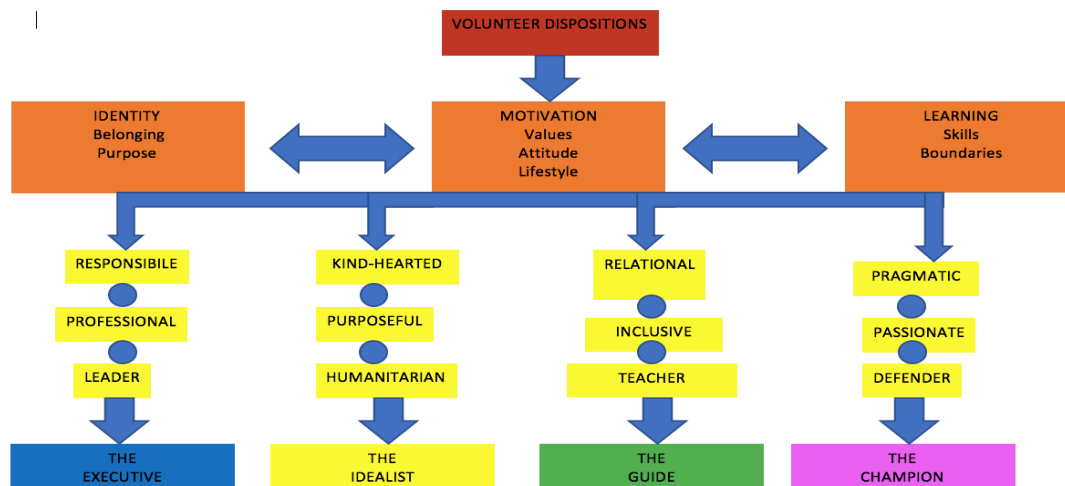 VOLUNTEER DISPOSITIONS
IDENTITY
Belonging
Purpose
MOTIVATION
Values
Attitude
Lifestyle
LEARNING
Skills
Boundaries
RESPONSIBILE
PROFESSIONAL
LEADER
THE
EXECUTIVE
KIND-HEARTED
PURPOSEFUL
HUMANITARIAN
THE
IDEALIST
RELATIONAL
INCLUSIVE
TEACHER
THE
GUIDE
PRAGMATIC
PASSIONATE
DEFENDER
THE
CHAMPION